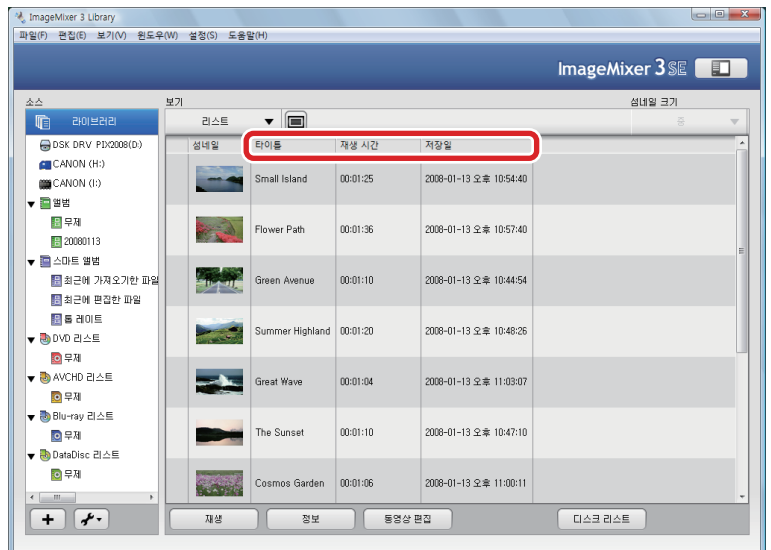 ImageMixer 3 Library
파일(F) 편집(E) 보기(V) 윈도우(W) 설정(S) 도움말(H)
ImageMixer 3 SE
소스
보기
섬네일 크기
라이브러리
리스트
중
DSK DRV PIX2008(D:)
CANON (H:)
CANON (I:)
앨범
무제
20080113
스마트 앨범
최근에 가져오기한 파일
최근에 편집한 파일
톱 레이트
DVD 리스트
무제
AVCHD 리스트
무제
Blu-ray 리스트
무제
DataDisc 리스트
무제
섬네일 타이틀 재생 시간 저장일
Small Island 00:01:25 2008-01-13 오후 10:54:40
Flower Path 00:01:36 2008-01-13 오후 10:57:40
Green Avenue 00:01:10 2008-01-13 오후 10:44:54
Summer Highland 00:01:20 2008-01-13 오후 10:48:26
Great Wave 00:01:04 2008-01-13 오후 11:03:07
The Sunset 00:01:10 2008-01-13 오후 10:47:10
Cosmos Garden 00:01:06 2008-01-13 오후 11:00:11
재생 정보 동영상 편집 디스크 리스트